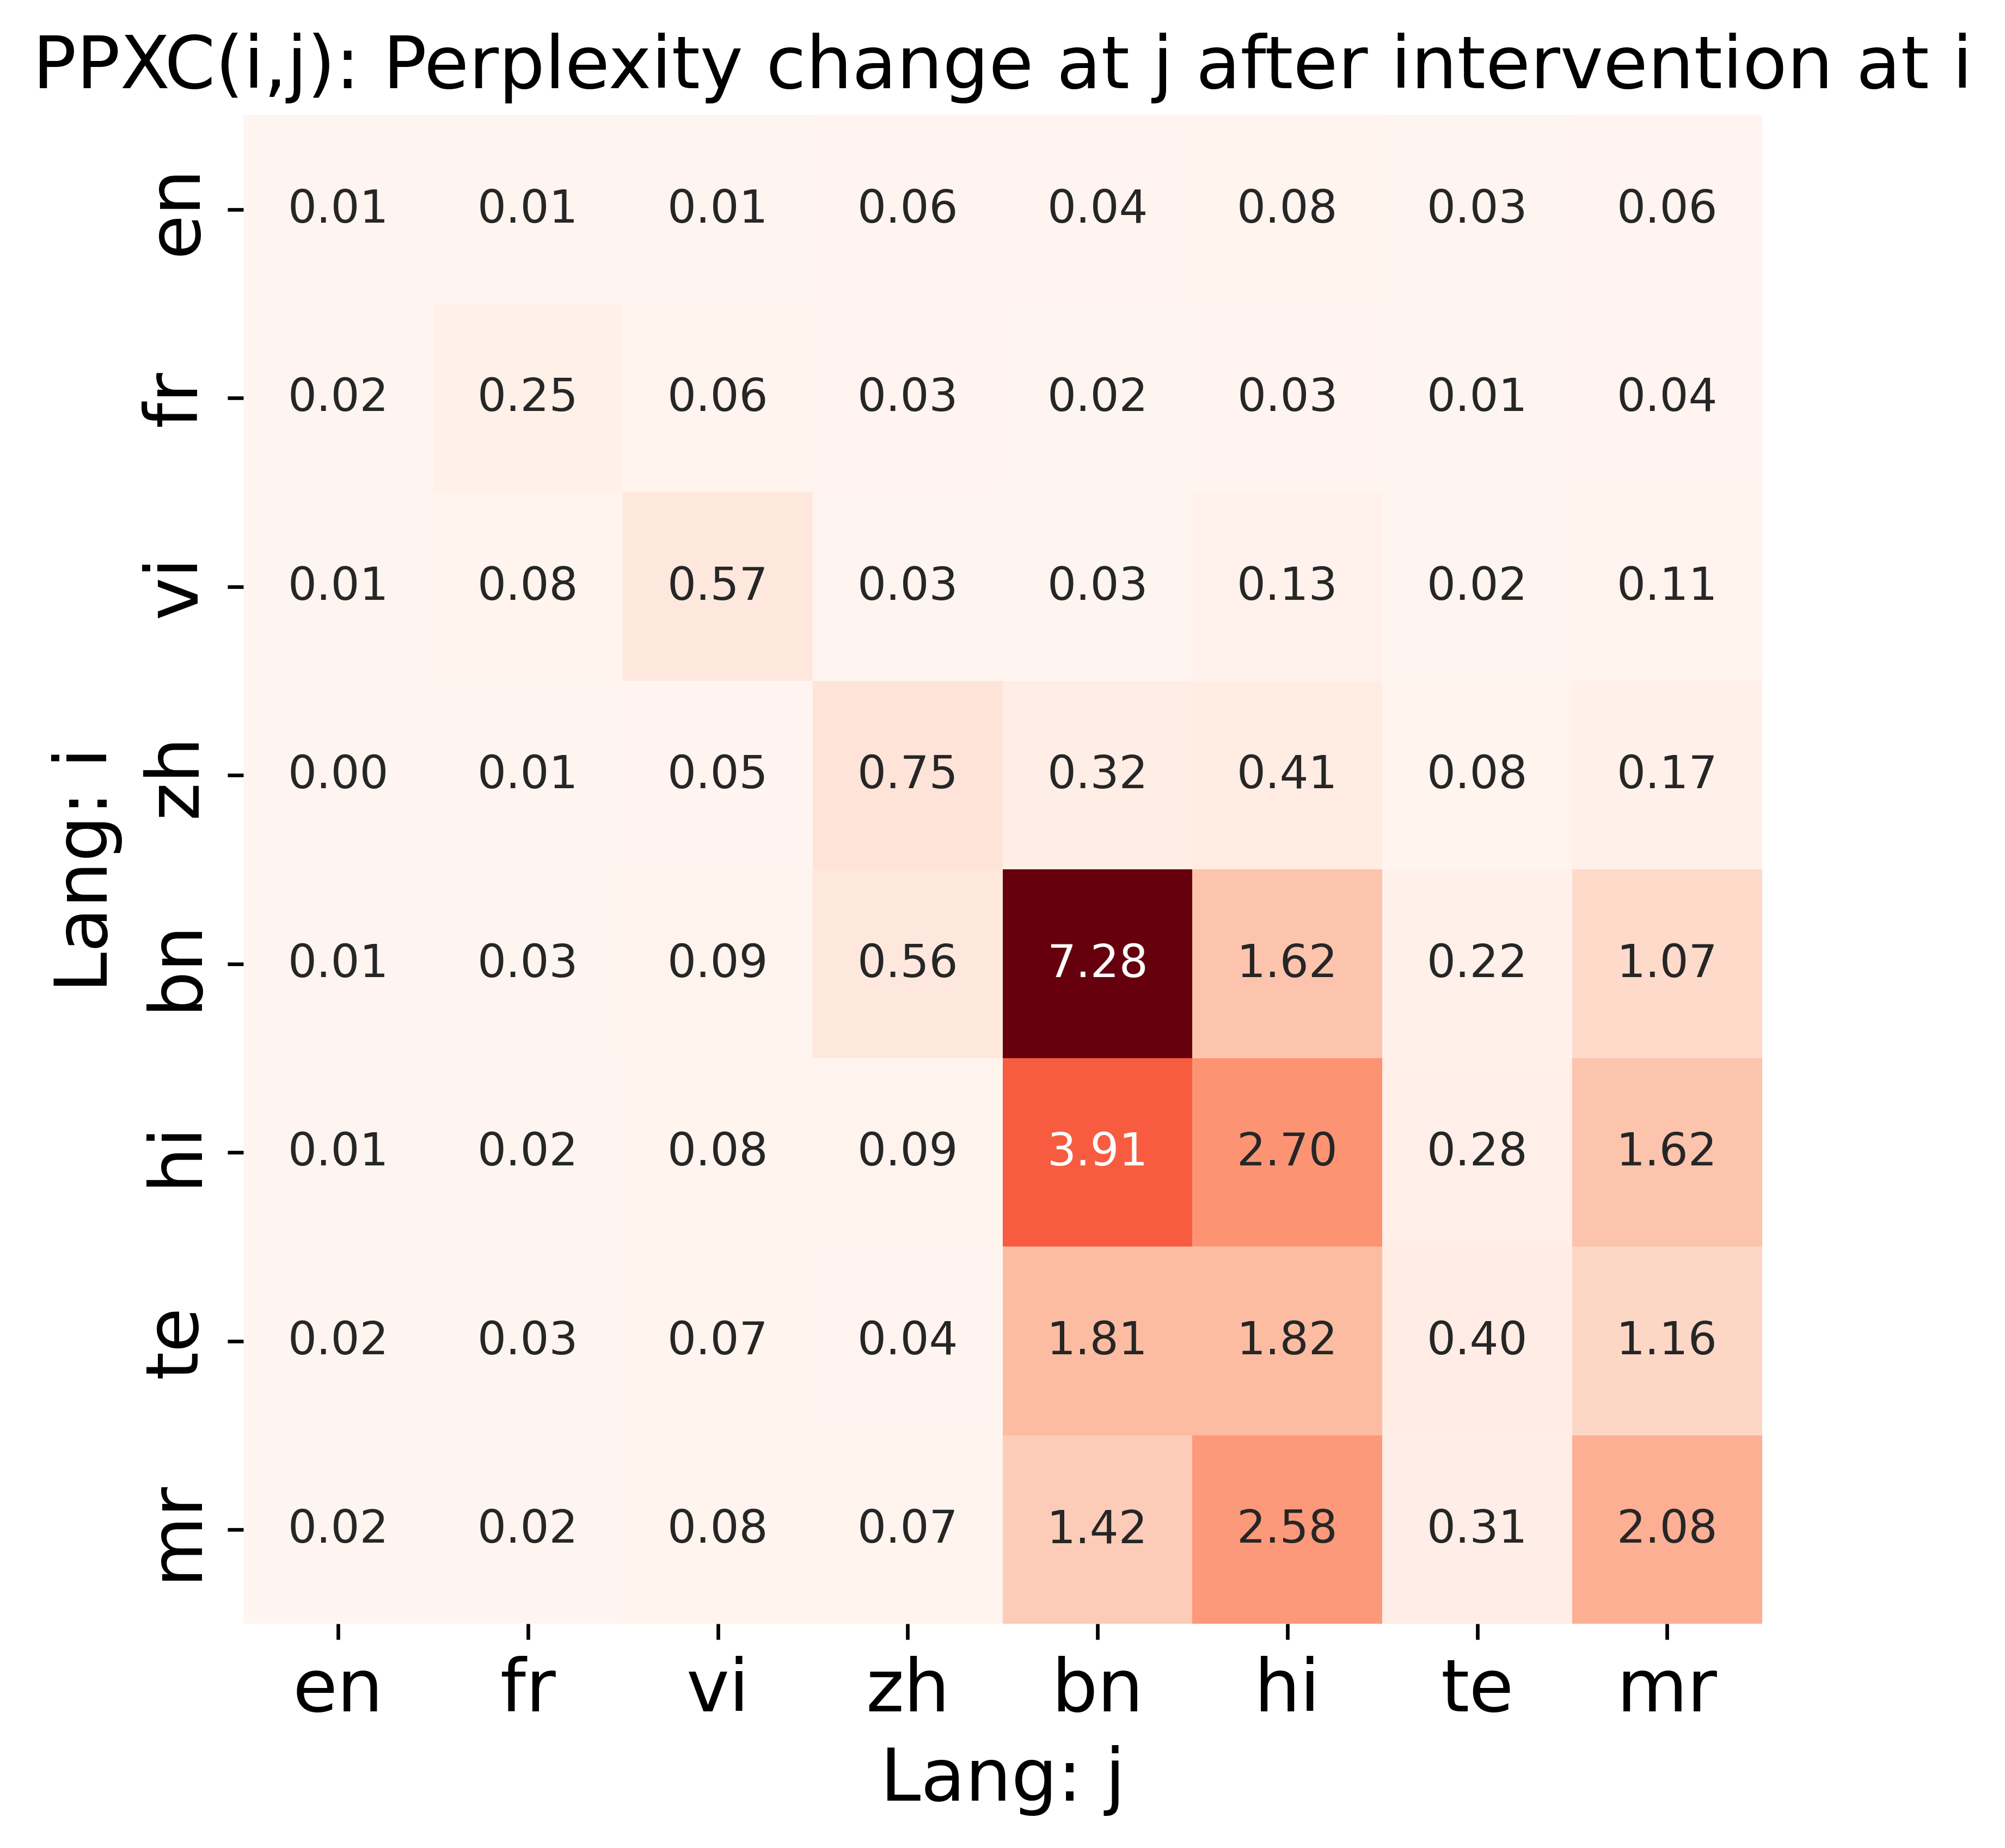 PPXC(i,j): Perplexity change at j after intervention at i
en 0.01 0.01 0.01 0.06 0.04 0.08 0.03 0.06
fr 0.02 0.25 0.06 0.03 0.02 0.03 0.01 0.04
vi 0.01 0.08 0.57 0.03 0.03 0.13 0.02 0.11
zh 0.00 0.01 0.05 0.75 0.32 0.41 0.08 0.17
Lang: i
bn 0.01 0.03 0.09 0.56 7.28 1.62 0.22 1.07
hi 0.01 0.02 0.08 0.09 3.91 2.70 0.28 1.62
te 0.02 0.03 0.07 0.04 1.81 1.82 0.40 1.16
mr 0.02 0.02 0.08 0.07 1.42 2.58 0.31 2.08
en fr vi zh bn hi te mr
Lang: j